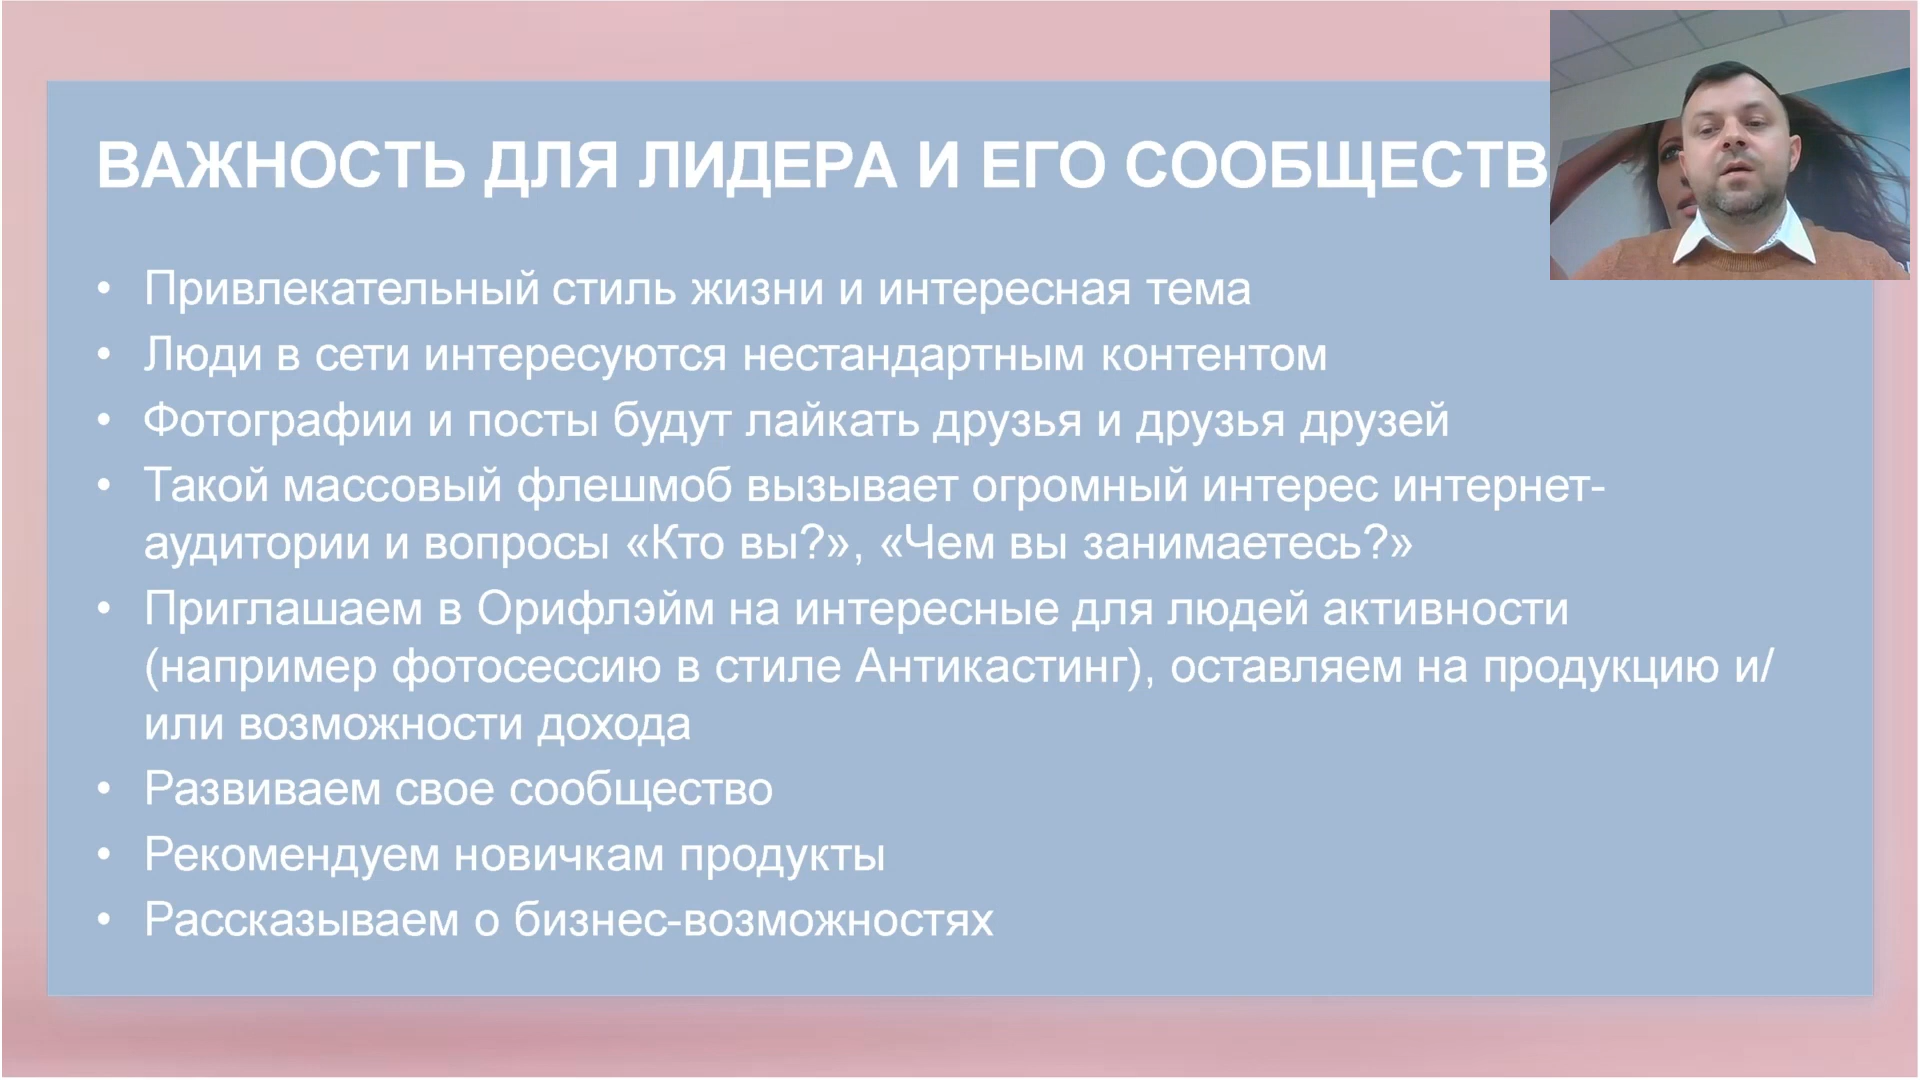 ВАЖНОСТЬ ДЛЯ ЛИДЕРА И ЕГО СООБЩЕСТВ
• Привлекательный стиль жизни и интересная тема
• Люди в сети интересуются нестандартным контентом
• Фотографии и посты будут лайкать друзья и друзья друзей
• Такой массовый флешмоб вызывает огромный интерес интернет-
аудитории и вопросы «Кто вы?», «Чем вы занимаетесь?»
• Приглашаем в Орифлэйм на интересные для людей активности
(например фотосессию в стиле Антикастинг), оставляем на продукцию и/
или возможности дохода
• Развиваем свое сообщество
• Рекомендуем новичкам продукты
• Рассказываем о бизнес-возможностях